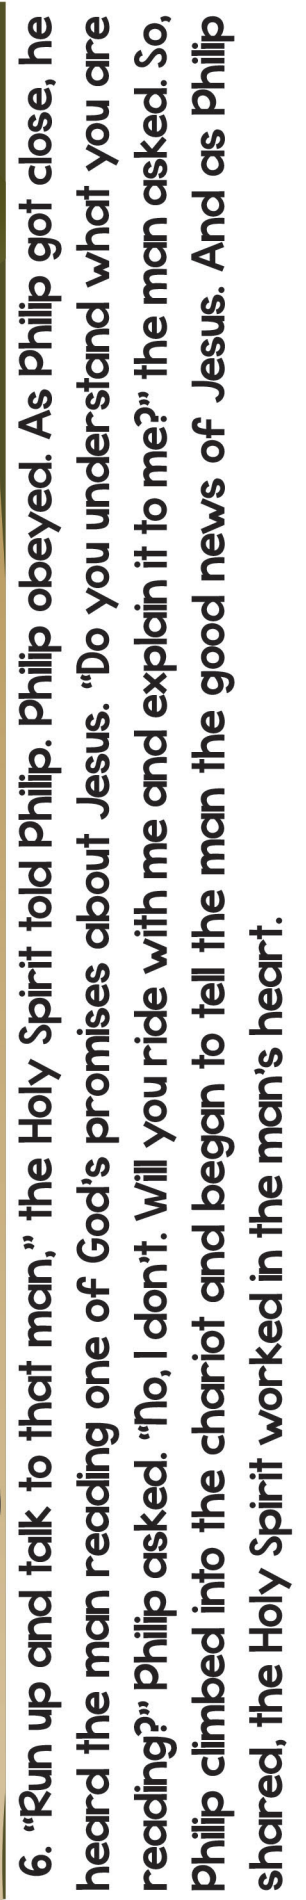 6. “Run up and talk to that man,” the Holy Spirit told Philip. Philip obeyed. As Philip got close, he
heard the man reading one of God’s promises about Jesus. “Do you understand what you are
reading?” Philip asked. “No, I don’t. Will you ride with me and explain it to me?” the man asked. So,
Philip climbed into the chariot and began to tell the man the good news of Jesus. And as Philip
shared, the Holy Spirit worked in the man’s heart.